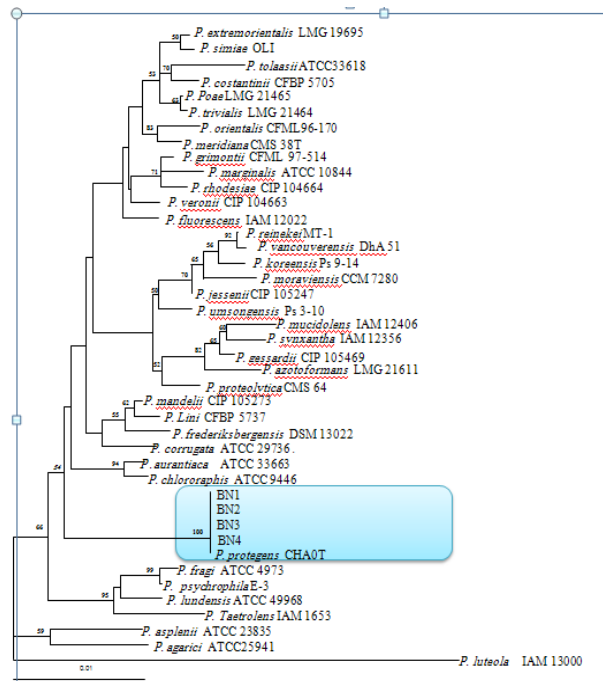 50 P. extremorientalis LMG 19695
P. simiae OLI
53 70 P. tolaasii ATCC33618
P. costantinii CFBP 5705
63 P. Poae LMG 21465
P. trivialis LMG 21464
83 P. orientalis CFML96-170
P. meridiana CMS 38T
P. grimontii CFML 97-514
71 P. marginalis ATCC 10844
P. rhodesiae CIP 104664
P. veronii CIP 104663
P. fluorescens IAM 12022
92 P. reinekei MT-1
56 P. vancouverensis DhA 51
65 P. koreensis Ps 9-14
70 P. moraviensis CCM 7280
50 P. jessenii CIP 105247
P. umsongensis Ps 3-10
60 P. mucidolens IAM 12406
65 P. synxantha IAM 12356
82 P. gessardii CIP 105469
P. azotoformans LMG 21611
52 P. proteolytica CMS 64
62 P. mandelii CIP 105273
55 P. Lini CFBP 5737
P. frederiksbergensis DSM 13022
P. corrugata ATCC 29736 .
94 P. aurantiaca ATCC 33663
54 P. chlororaphis ATCC 9446
BN1
BN2
66 BN3
100 BN4
P. protegens CHA0T
99 P. fragi ATCC 4973
P. psychrophila E-3
95 P. lundensis ATCC 49968
P. Taetrolens IAM 1653
59 P. asplenii ATCC 23835
P. agarici ATCC25941
P. luteola IAM 13000
0.01